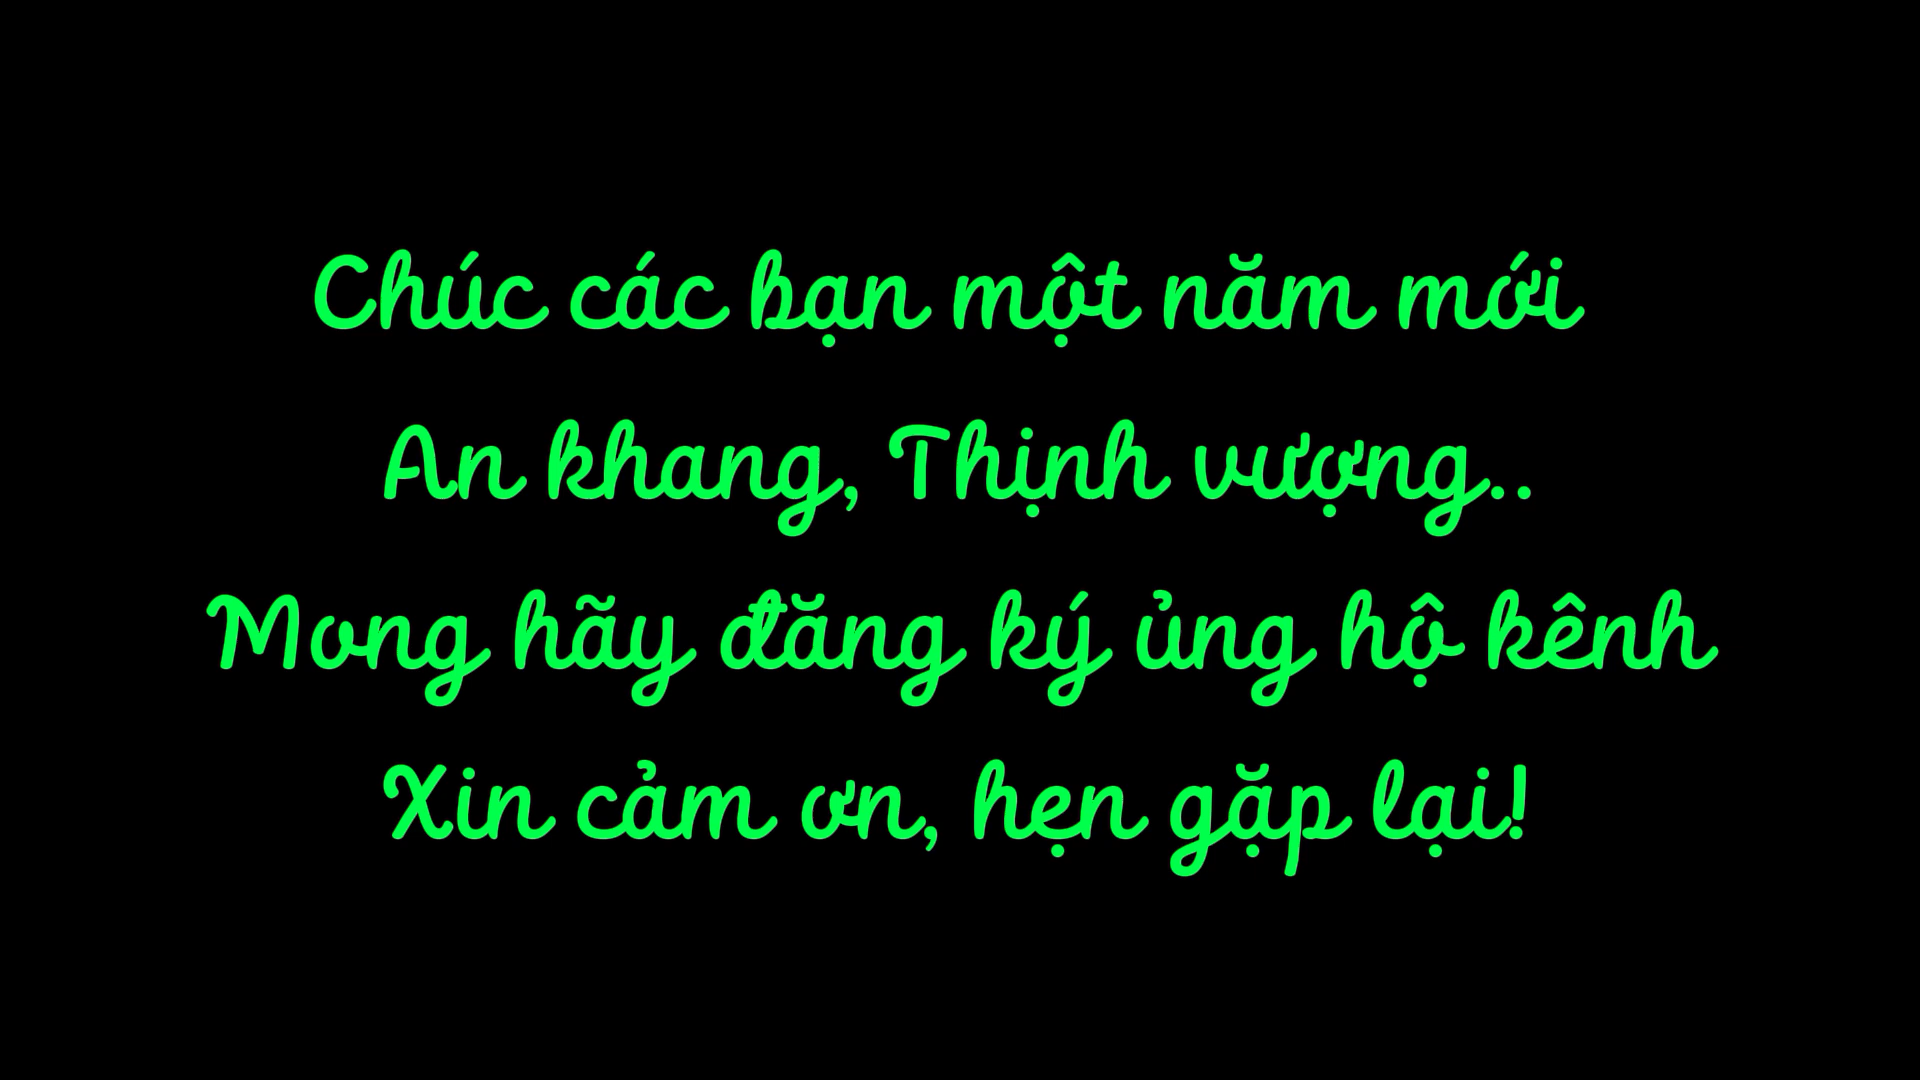 Chúc các bạn một năm mới
An khang, Thịnh vượng..
Mong hãy đăng ký ủng hộ kênh
Xin cảm ơn, hẹn gặp lại!